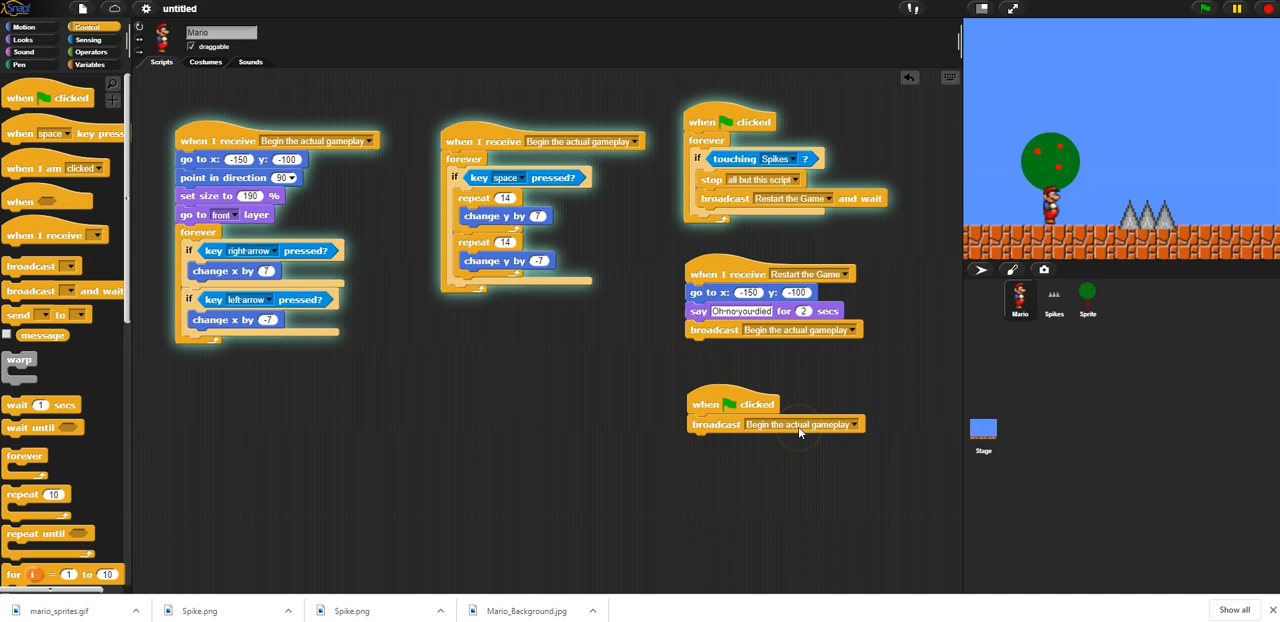 Snap!
untitled
Motion Control
Looks Sensing
Sound Operators
Pen Variables
Mario
draggable
Scripts Costumes Sounds
when clicked
when space key press
when I am clicked
when
when I receive
broadcast
broadcast and wait
send to
message
warp
wait 1 secs
wait until
forever
repeat 10
repeat until
for i = 1 to 10
when I receive Begin the actual gameplay
go to x: -150 y: -100
point in direction 90
set size to 190 %
go to front layer
forever
if key right arrow pressed?
change x by 7
if key left arrow pressed?
change x by -7
when I receive Begin the actual gameplay
forever
if key space pressed?
repeat 14
change y by 7
repeat 14
change y by -7
when clicked
forever
if touching Spikes ?
stop all but this script
broadcast Restart the Game and wait
when I receive Restart the Game
go to x: -150 y: -100
say Oh·no·you·died for 2 secs
broadcast Begin the actual gameplay
when clicked
broadcast Begin the actual gameplay
Mario Spikes Sprite
Stage
mario_sprites.gif Spike.png Spike.png Mario_Background.jpg Show all